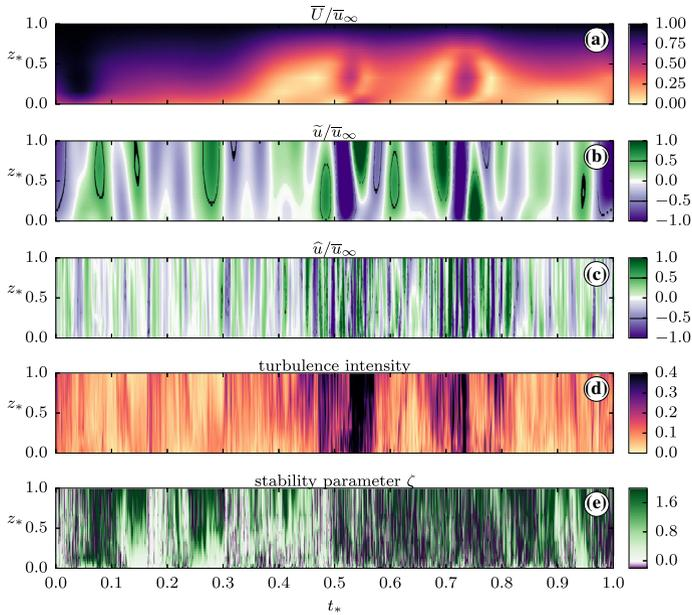 U̅/u̅∞
z* 1.0 0.5 0.0 (a) 1.00 0.75 0.50 0.25 0.00
ũ/u̅∞
z* 1.0 0.5 0.0 (b) 1.0 0.5 0.0 −0.5 −1.0
û/u̅∞
z* 1.0 0.5 0.0 (c) 1.0 0.5 0.0 −0.5 −1.0
turbulence intensity
z* 1.0 0.5 0.0 (d) 0.4 0.3 0.2 0.1 0.0
stability parameter ζ
z* 1.0 0.5 0.0 (e) 1.6 0.8 0.0
0.0 0.1 0.2 0.3 0.4 0.5 0.6 0.7 0.8 0.9 1.0
t*